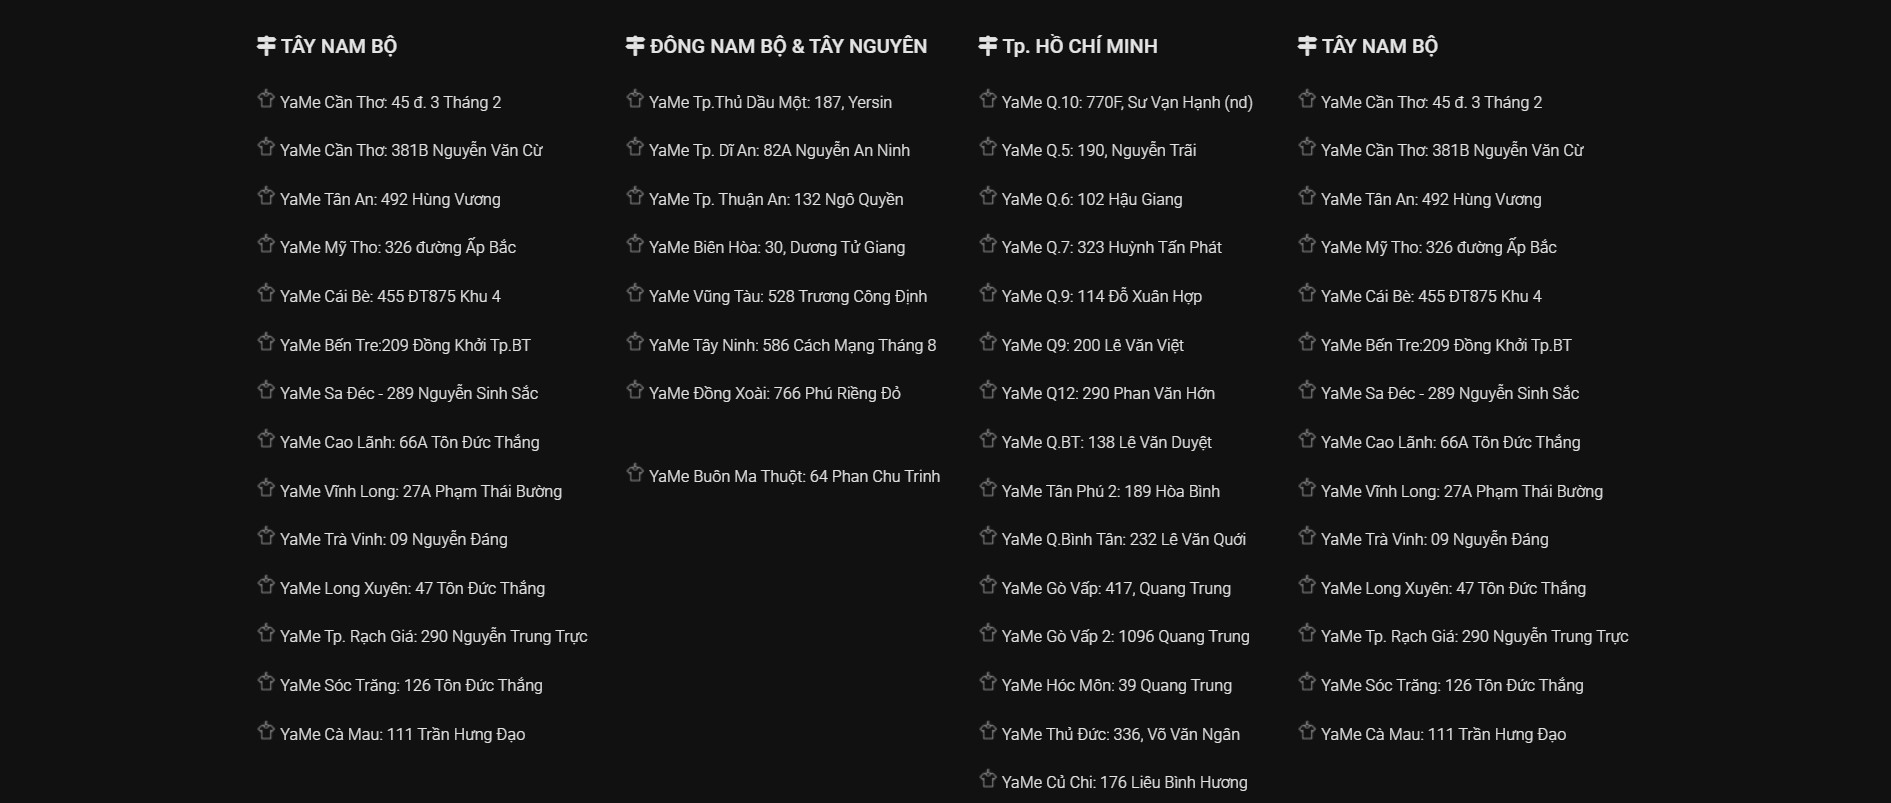 TÂY NAM BỘ
YaMe Cần Thơ: 45 đ. 3 Tháng 2
YaMe Cần Thơ: 381B Nguyễn Văn Cừ
YaMe Tân An: 492 Hùng Vương
YaMe Mỹ Tho: 326 đường Ấp Bắc
YaMe Cái Bè: 455 ĐT875 Khu 4
YaMe Bến Tre:209 Đồng Khởi Tp.BT
YaMe Sa Đéc - 289 Nguyễn Sinh Sắc
YaMe Cao Lãnh: 66A Tôn Đức Thắng
YaMe Vĩnh Long: 27A Phạm Thái Bường
YaMe Trà Vinh: 09 Nguyễn Đáng
YaMe Long Xuyên: 47 Tôn Đức Thắng
YaMe Tp. Rạch Giá: 290 Nguyễn Trung Trực
YaMe Sóc Trăng: 126 Tôn Đức Thắng
YaMe Cà Mau: 111 Trần Hưng Đạo
ĐÔNG NAM BỘ & TÂY NGUYÊN
YaMe Tp.Thủ Dầu Một: 187, Yersin
YaMe Tp. Dĩ An: 82A Nguyễn An Ninh
YaMe Tp. Thuận An: 132 Ngô Quyền
YaMe Biên Hòa: 30, Dương Tử Giang
YaMe Vũng Tàu: 528 Trương Công Định
YaMe Tây Ninh: 586 Cách Mạng Tháng 8
YaMe Đồng Xoài: 766 Phú Riềng Đỏ
YaMe Buôn Ma Thuột: 64 Phan Chu Trinh
Tp. HỒ CHÍ MINH
YaMe Q.10: 770F, Sư Vạn Hạnh (nd)
YaMe Q.5: 190, Nguyễn Trãi
YaMe Q.6: 102 Hậu Giang
YaMe Q.7: 323 Huỳnh Tấn Phát
YaMe Q.9: 114 Đỗ Xuân Hợp
YaMe Q9: 200 Lê Văn Việt
YaMe Q12: 290 Phan Văn Hớn
YaMe Q.BT: 138 Lê Văn Duyệt
YaMe Tân Phú 2: 189 Hòa Bình
YaMe Q.Bình Tân: 232 Lê Văn Quới
YaMe Gò Vấp: 417, Quang Trung
YaMe Gò Vấp 2: 1096 Quang Trung
YaMe Hóc Môn: 39 Quang Trung
YaMe Thủ Đức: 336, Võ Văn Ngân
YaMe Củ Chi: 176 Liêu Bình Hương
TÂY NAM BỘ
YaMe Cần Thơ: 45 đ. 3 Tháng 2
YaMe Cần Thơ: 381B Nguyễn Văn Cừ
YaMe Tân An: 492 Hùng Vương
YaMe Mỹ Tho: 326 đường Ấp Bắc
YaMe Cái Bè: 455 ĐT875 Khu 4
YaMe Bến Tre:209 Đồng Khởi Tp.BT
YaMe Sa Đéc - 289 Nguyễn Sinh Sắc
YaMe Cao Lãnh: 66A Tôn Đức Thắng
YaMe Vĩnh Long: 27A Phạm Thái Bường
YaMe Trà Vinh: 09 Nguyễn Đáng
YaMe Long Xuyên: 47 Tôn Đức Thắng
YaMe Tp. Rạch Giá: 290 Nguyễn Trung Trực
YaMe Sóc Trăng: 126 Tôn Đức Thắng
YaMe Cà Mau: 111 Trần Hưng Đạo